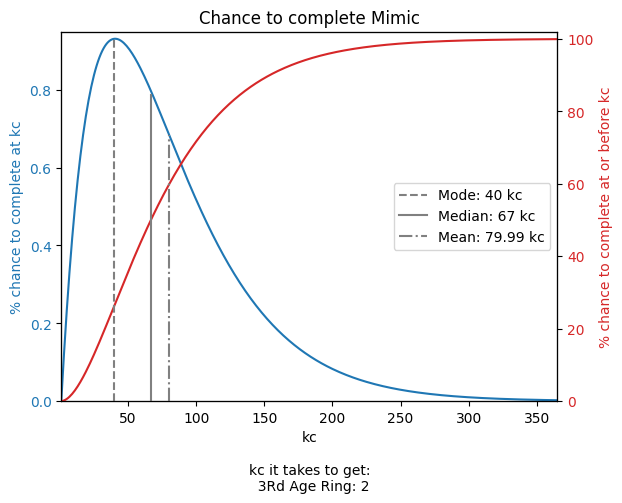 Chance to complete Mimic
% chance to complete at kc
0.0
0.2
0.4
0.6
0.8
% chance to complete at or before kc
0
20
40
60
80
100
Mode: 40 kc
Median: 67 kc
Mean: 79.99 kc
50 100 150 200 250 300 350
kc
kc it takes to get:
3Rd Age Ring: 2